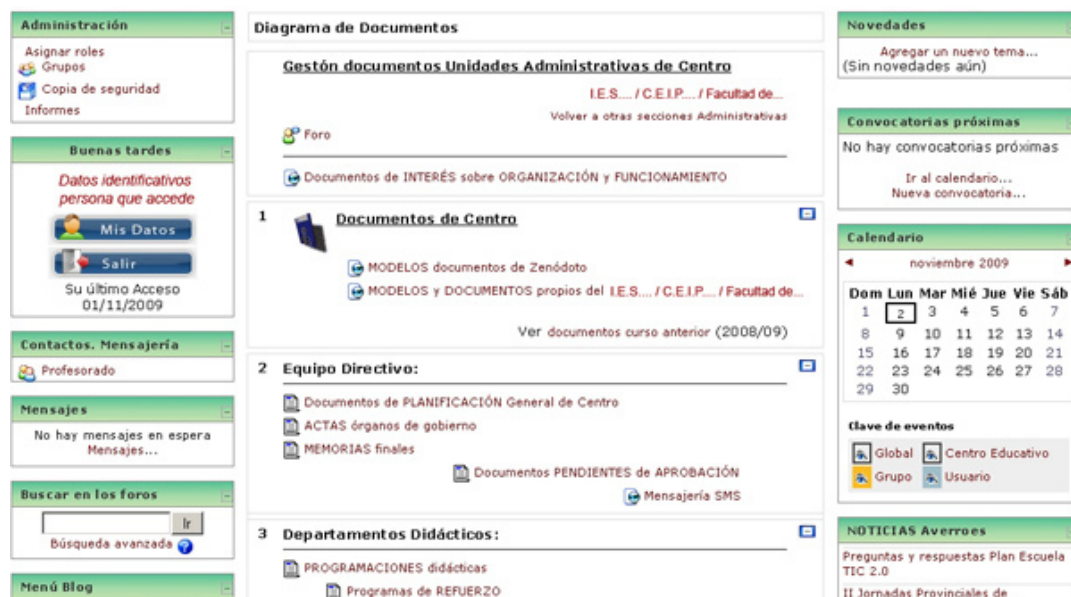 Administración
Asignar roles
Grupos
Copia de seguridad
Informes
Buenas tardes
Datos identificativos
persona que accede
Mis Datos
Salir
Su último Acceso
01/11/2009
Contactos. Mensajería
Profesorado
Mensajes
No hay mensajes en espera
Mensajes...
Buscar en los foros
Ir
Búsqueda avanzada
Menú Blog
Diagrama de Documentos
Gestón documentos Unidades Administrativas de Centro
I.E.S.... / C.E.I.P.... / Facultad de...
Volver a otras secciones Administrativas
Foro
Documentos de INTERÉS sobre ORGANIZACIÓN y FUNCIONAMIENTO
1 Documentos de Centro
MODELOS documentos de Zenódoto
MODELOS y DOCUMENTOS propios del I.E.S.... / C.E.I.P.... / Facultad de...
Ver documentos curso anterior (2008/09)
2 Equipo Directivo:
Documentos de PLANIFICACIÓN General de Centro
ACTAS órganos de gobierno
MEMORIAS finales
Documentos PENDIENTES de APROBACIÓN
Mensajería SMS
3 Departamentos Didácticos:
PROGRAMACIONES didácticas
Programas de REFUERZO
Novedades
Agregar un nuevo tema...
(Sin novedades aún)
Convocatorias próximas
No hay convocatorias próximas
Ir al calendario...
Nueva convocatoria...
Calendario
noviembre 2009
Dom Lun Mar Mié Jue Vie Sáb
1 2 3 4 5 6 7
8 9 10 11 12 13 14
15 16 17 18 19 20 21
22 23 24 25 26 27 28
29 30
Clave de eventos
Global Centro Educativo
Grupo Usuario
NOTICIAS Averroes
Preguntas y respuestas Plan Escuela
TIC 2.0
II Jornadas Provinciales de